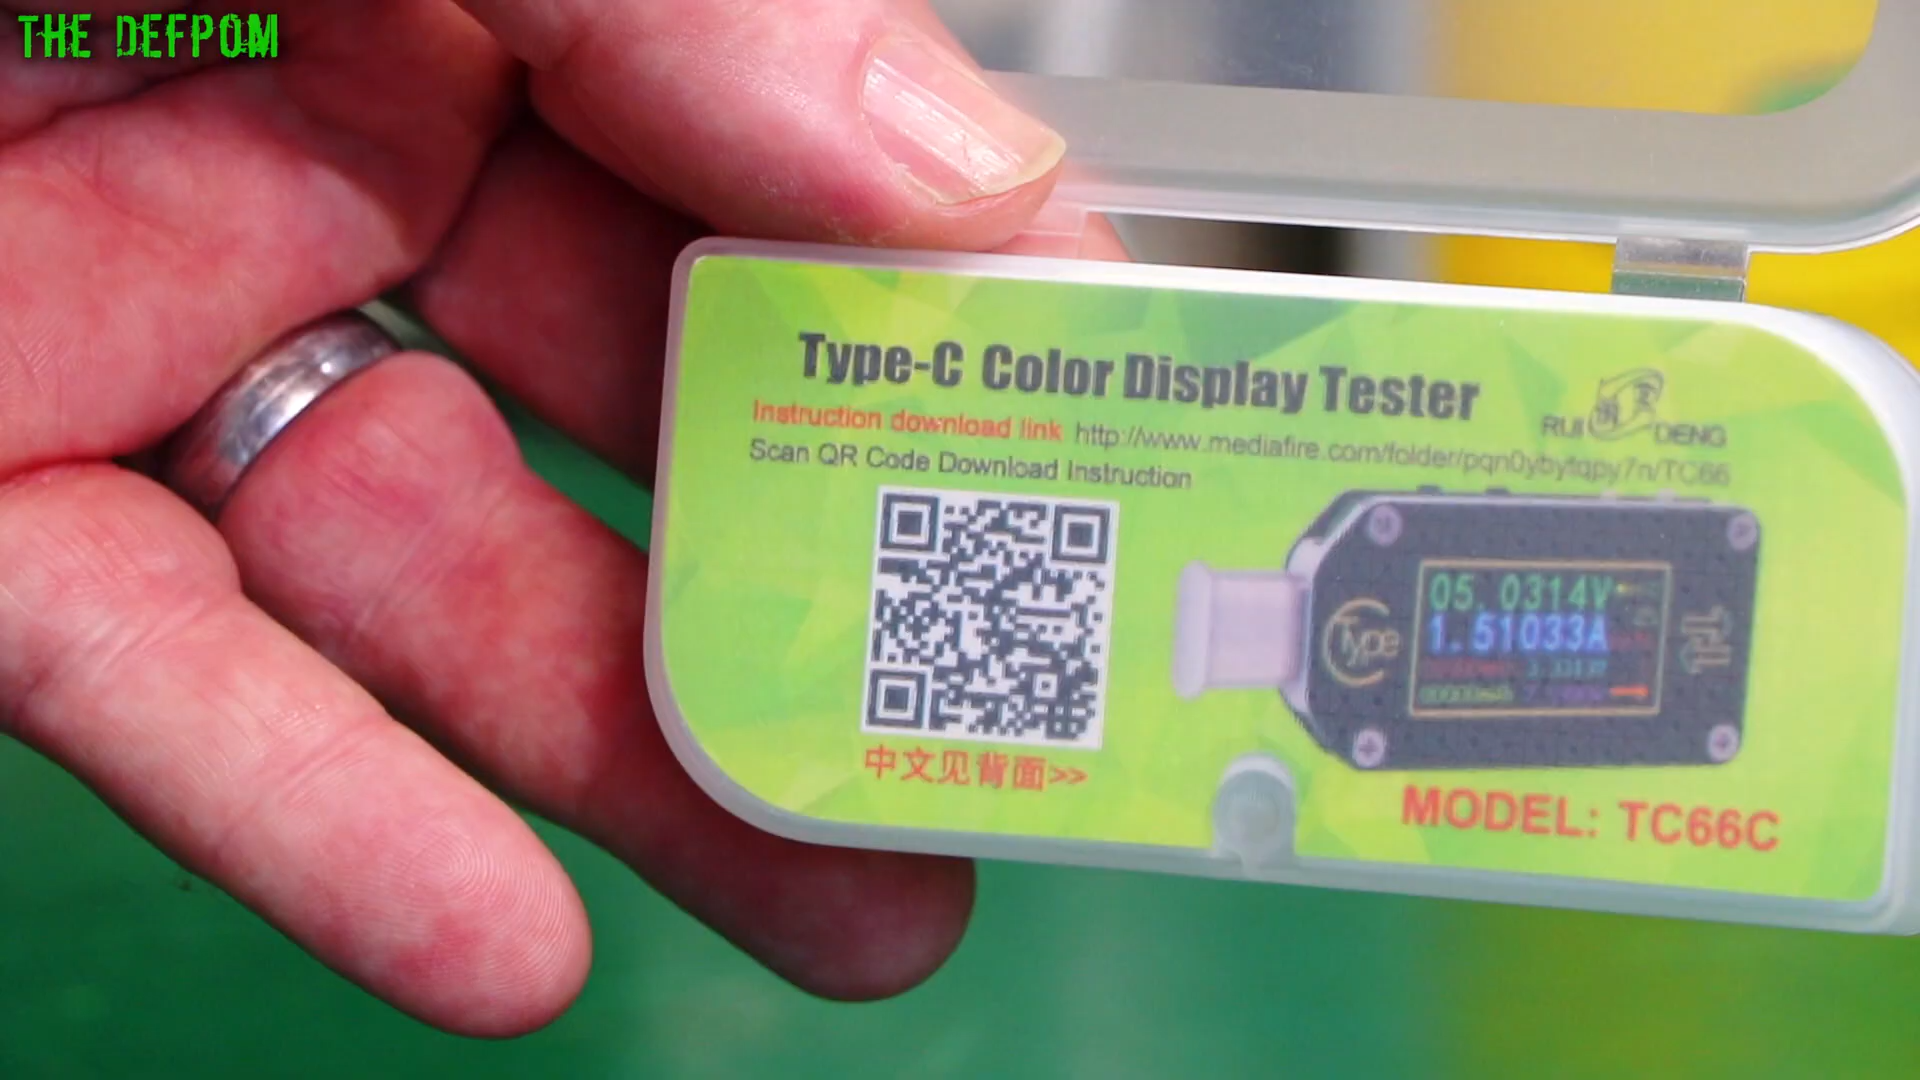 THE DEFPOM
Type-C Color Display Tester
Instruction download link http://www.mediafire.com/folder/pqn0ybytqpy7n/TC66
Scan QR Code Download Instruction
RUI DENG
05.0314V
1.51033A
Type
中文见背面>>
MODEL: TC66C